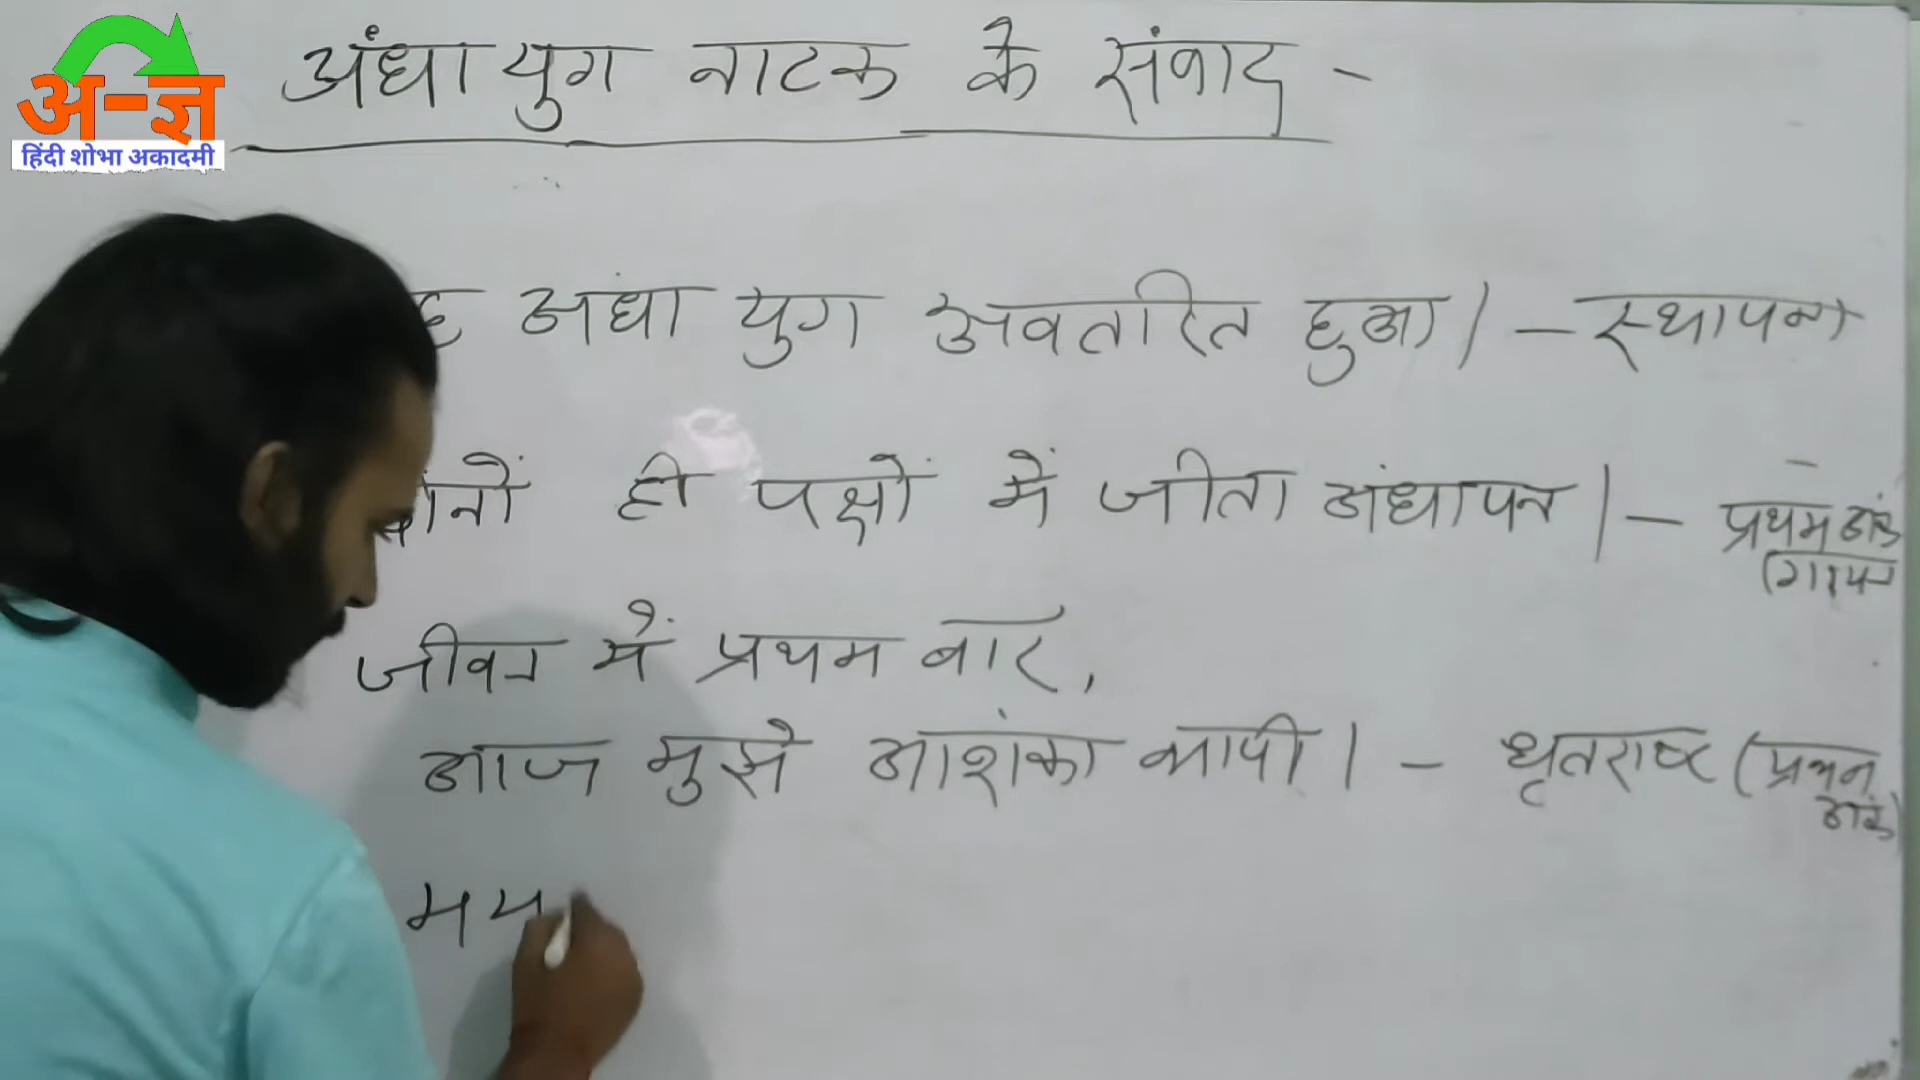 अ-ज्ञ
हिंदी शोभा अकादमी
अंधा युग नाटक के संवाद -
अंधा युग अवतरित हुआ। - स्थापना
ही पक्षों में जीता अंधापन। - प्रथम अंक
(गायन
जीवन में प्रथम बार,
आज मुझे आशंका व्यापी। - धृतराष्ट्र (प्रथम
अंक)